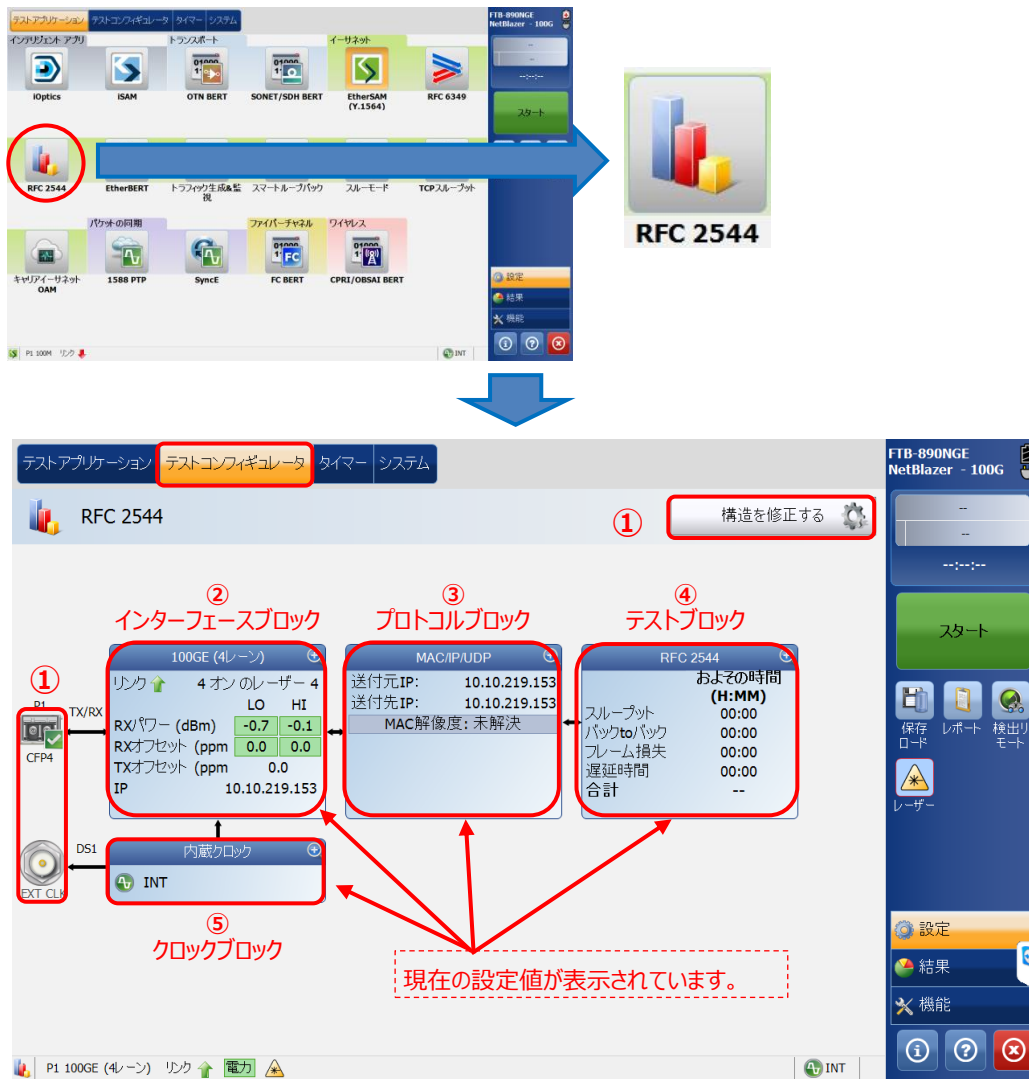 テストアプリケーション テストコンフィギュレータ タイマー システム
FTB-890NGE
NetBlazer - 100G
インテリジェント アプリ トランスポート イーサネット
iOptics iSAM OTN BERT SONET/SDH BERT EtherSAM (Y.1564) RFC 6349
--
--
--:--:--
スタート
RFC 2544 EtherBERT トラフィック生成&監視 スマートループバック スルーモード TCPスループット
RFC 2544
パケットの同期 ファイバーチャネル ワイヤレス
FC
キャリアイーサネット OAM 1588 PTP SyncE FC BERT CPRI/OBSAI BERT
設定
結果
機能
P1 100M リンク INT
テストアプリケーション テストコンフィギュレータ タイマー システム
FTB-890NGE
NetBlazer - 100G
RFC 2544
① 構造を修正する
--
--
--:--:--
スタート
保存 ロード
レポート
検出リ モート
レーザー
② インターフェースブロック
③ プロトコルブロック
④ テストブロック
①
P1
TX/RX
CFP4
100GE (4レーン)
リンク 4 オン のレーザー 4
LO HI
RXパワー (dBm) -0.7 -0.1
RXオフセット (ppm 0.0 0.0
TXオフセット (ppm 0.0
IP 10.10.219.153
MAC/IP/UDP
送付元IP: 10.10.219.153
送付先IP: 10.10.219.153
MAC解像度: 未解決
RFC 2544
およその時間
(H:MM)
スループット 00:00
バックtoバック 00:00
フレーム損失 00:00
遅延時間 00:00
合計 --
DS1
EXT CLK
内蔵クロック
INT
⑤
クロックブロック
現在の設定値が表示されています。
設定
結果
機能
P1 100GE (4レーン) リンク 電力 INT